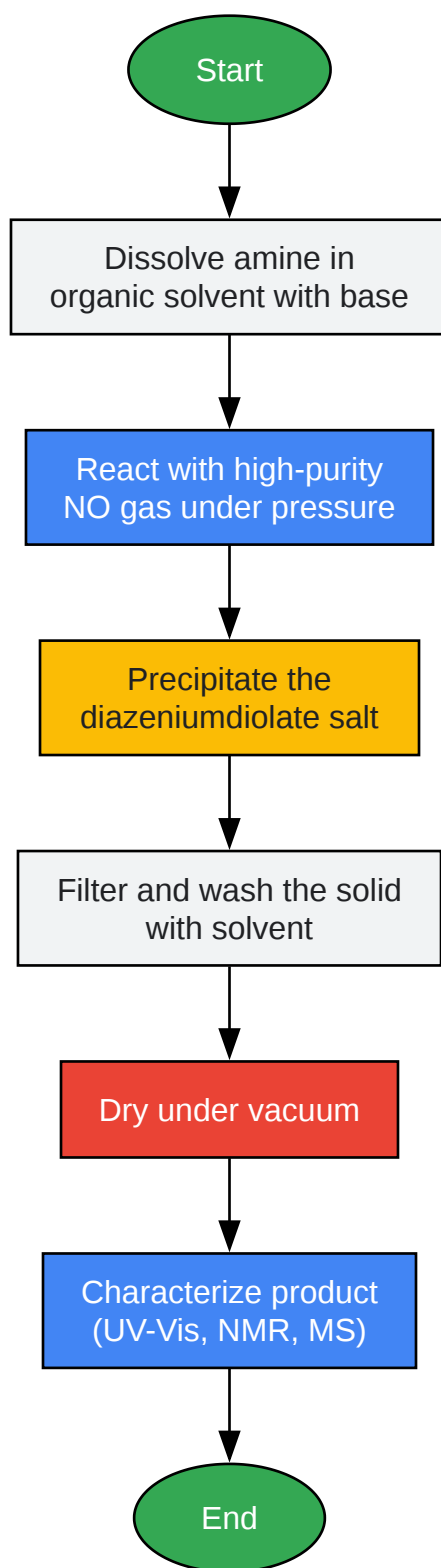 Start
Dissolve amine in
organic solvent with base
React with high-purity
NO gas under pressure
Precipitate the
diazeniumdiolate salt
Filter and wash the solid
with solvent
Dry under vacuum
Characterize product
(UV-Vis, NMR, MS)
End